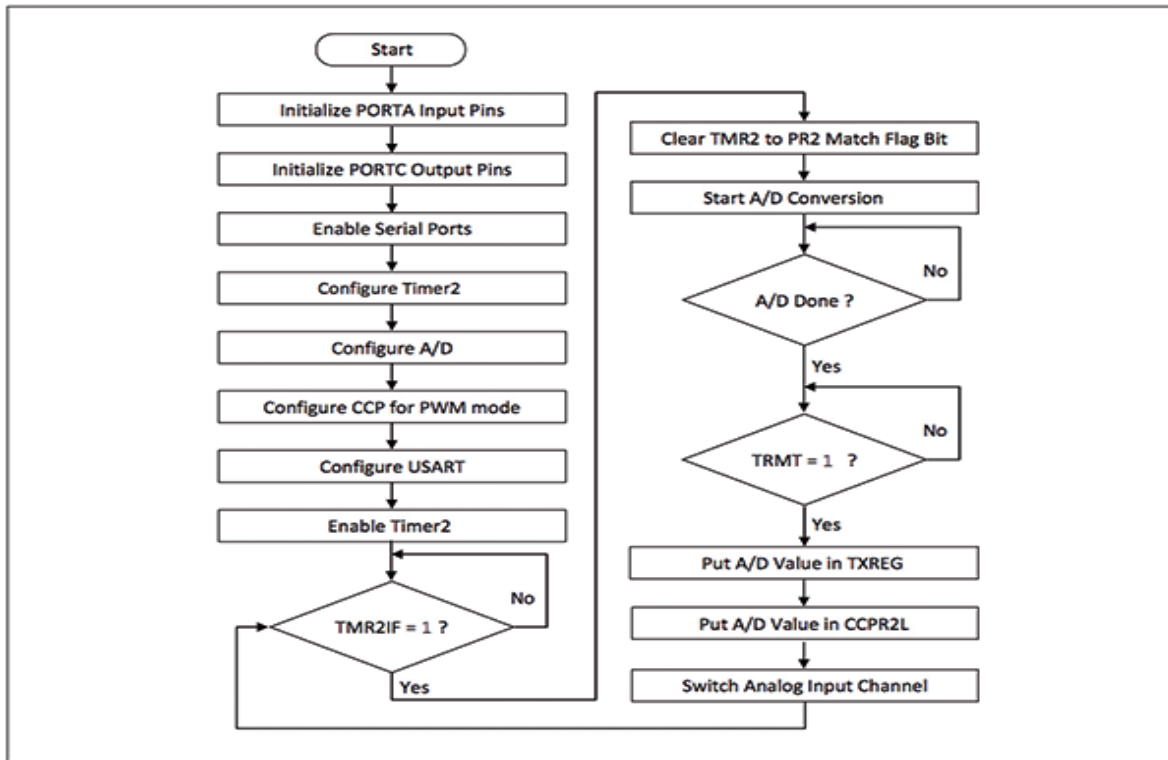 Start
Initialize PORTA Input Pins
Initialize PORTC Output Pins
Enable Serial Ports
Configure Timer2
Configure A/D
Configure CCP for PWM mode
Configure USART
Enable Timer2
No
TMR2IF = 1 ?
Yes
Clear TMR2 to PR2 Match Flag Bit
Start A/D Conversion
No
A/D Done ?
Yes
No
TRMT = 1 ?
Yes
Put A/D Value in TXREG
Put A/D Value in CCPR2L
Switch Analog Input Channel